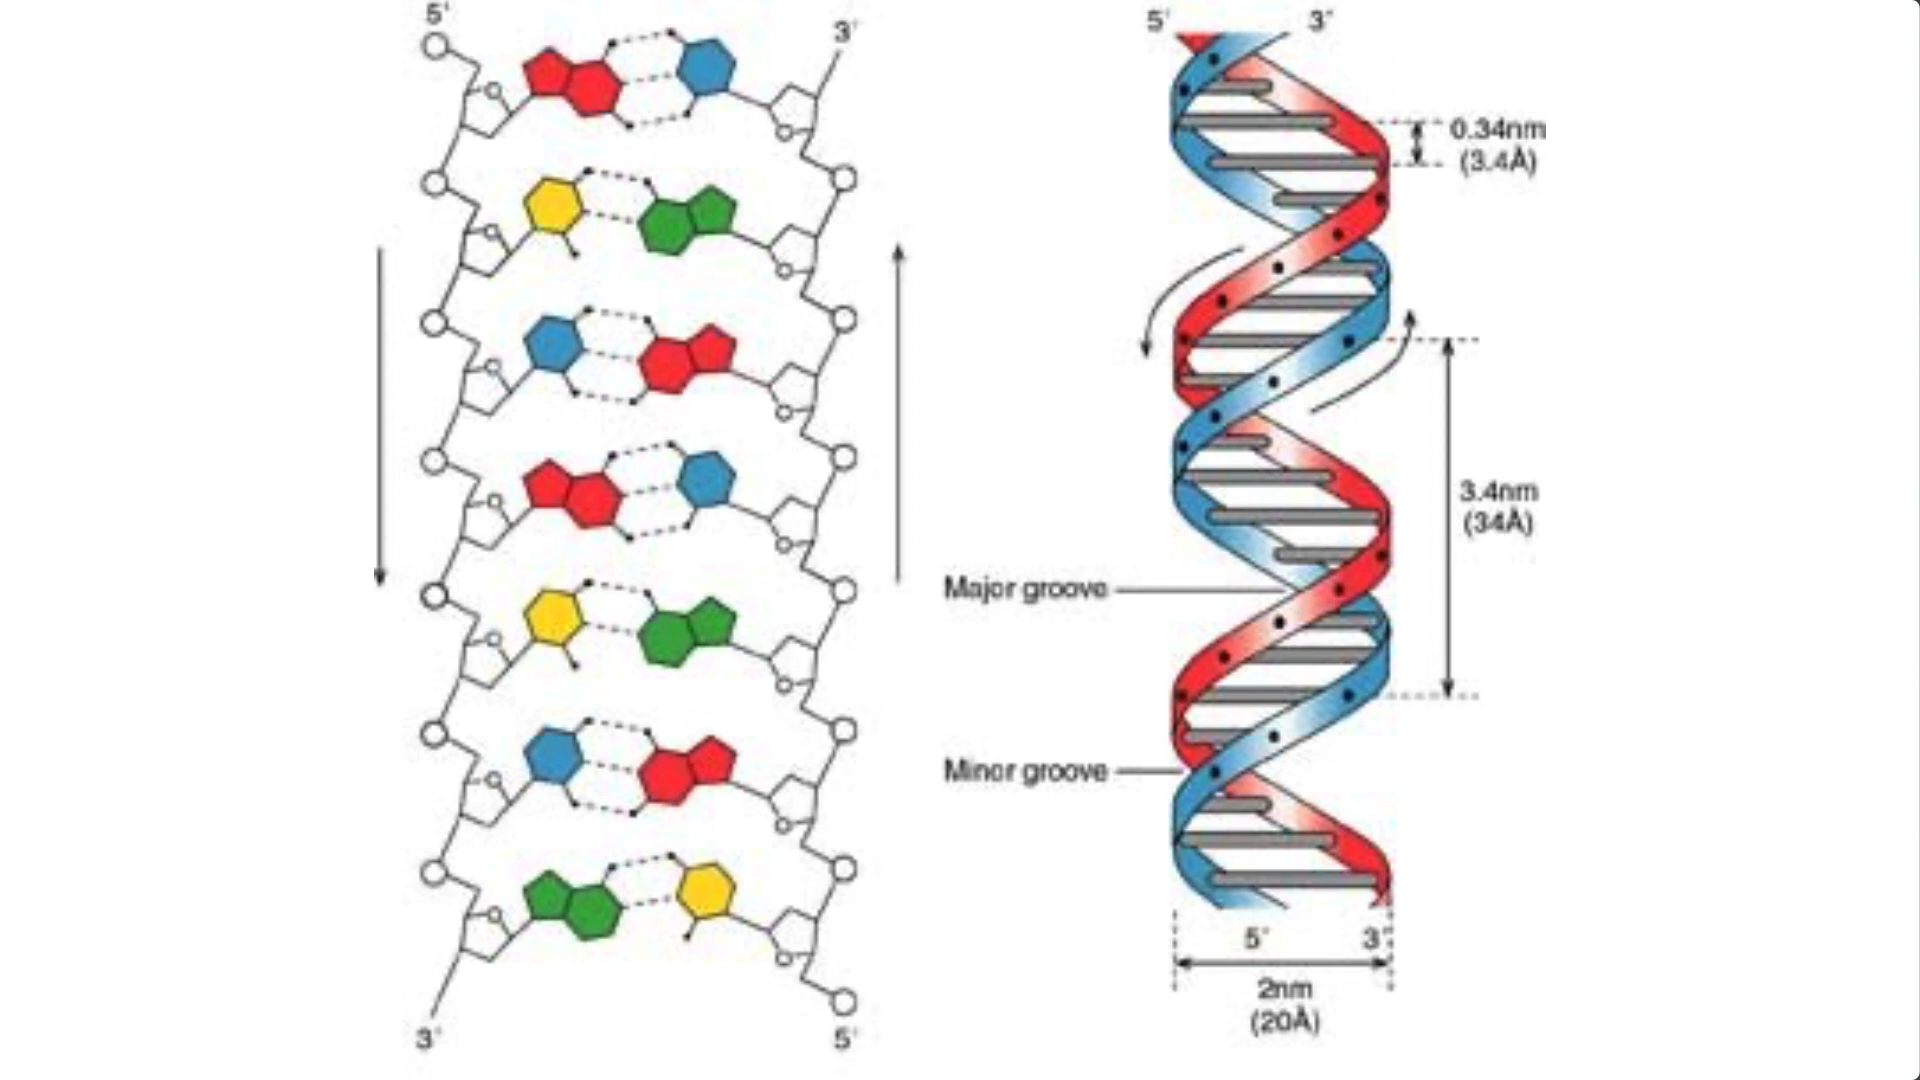 5'
3'
3'
5'
5'
3'
0.34nm
(3.4Å)
3.4nm
(34Å)
Major groove
Minor groove
5'
3'
2nm
(20Å)